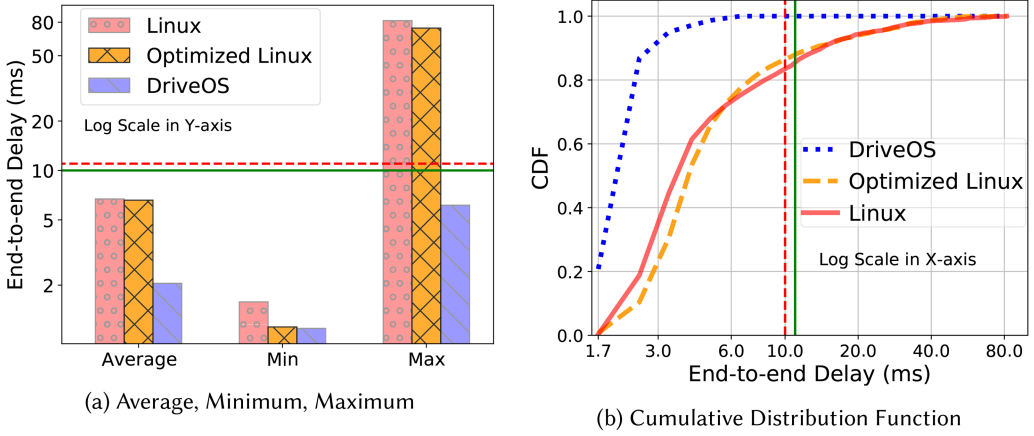 80
50
20
10
5
2
End-to-end Delay (ms)
Linux
Optimized Linux
DriveOS
Log Scale in Y-axis
Average
Min
Max
(a) Average, Minimum, Maximum
1.0
0.8
0.6
0.4
0.2
0.0
CDF
DriveOS
Optimized Linux
Linux
Log Scale in X-axis
1.7
3.0
6.0
10.0
20.0
40.0
80.0
End-to-end Delay (ms)
(b) Cumulative Distribution Function